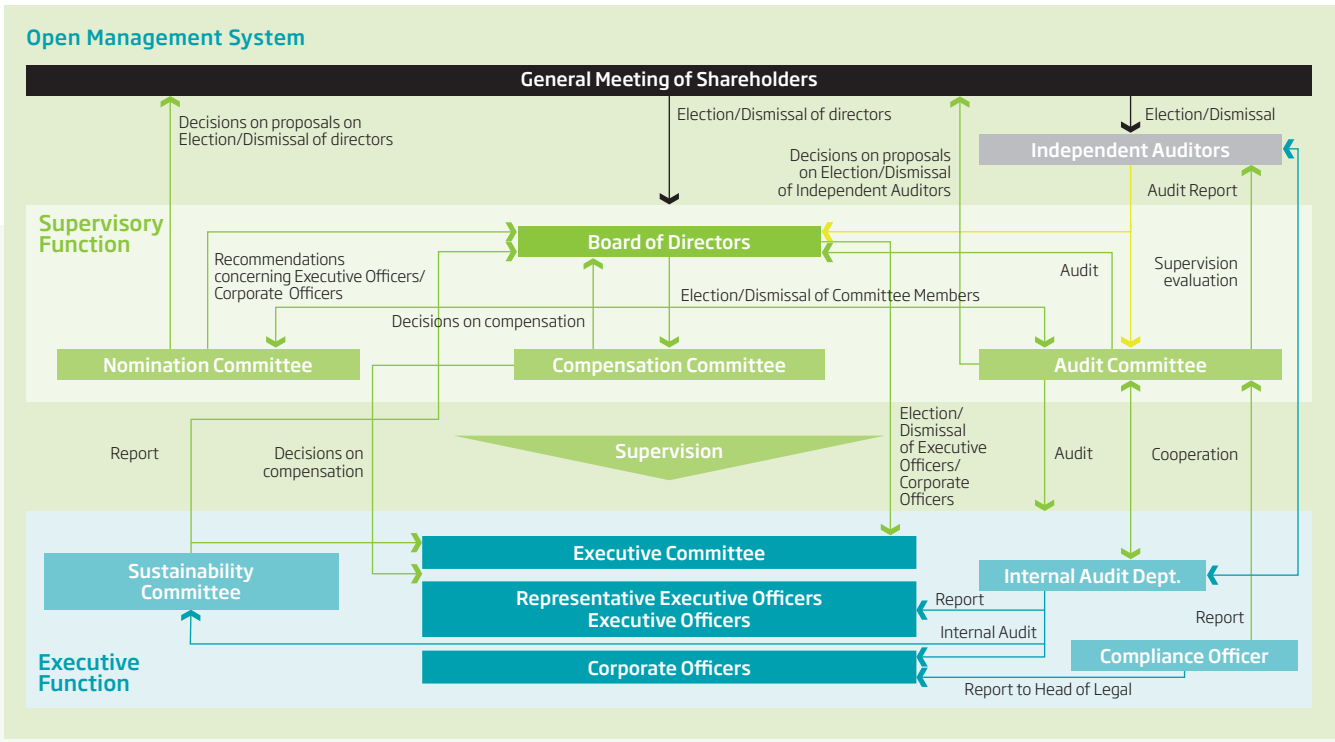 Open Management System
General Meeting of Shareholders
Decisions on proposals on
Election/Dismissal of directors
Election/Dismissal of directors
Election/Dismissal
Decisions on proposals
on Election/Dismissal
of Independent Auditors
Independent Auditors
Audit Report
Supervisory
Function
Board of Directors
Recommendations
concerning Executive Officers/
Corporate Officers
Audit
Supervision
evaluation
Election/Dismissal of Committee Members
Decisions on compensation
Nomination Committee
Compensation Committee
Audit Committee
Report
Decisions on
compensation
Supervision
Election/
Dismissal
of Executive
Officers/
Corporate
Officers
Audit
Cooperation
Executive Committee
Sustainability
Committee
Internal Audit Dept.
Representative Executive Officers
Executive Officers
Report
Report
Internal Audit
Executive
Function
Corporate Officers
Compliance Officer
Report to Head of Legal